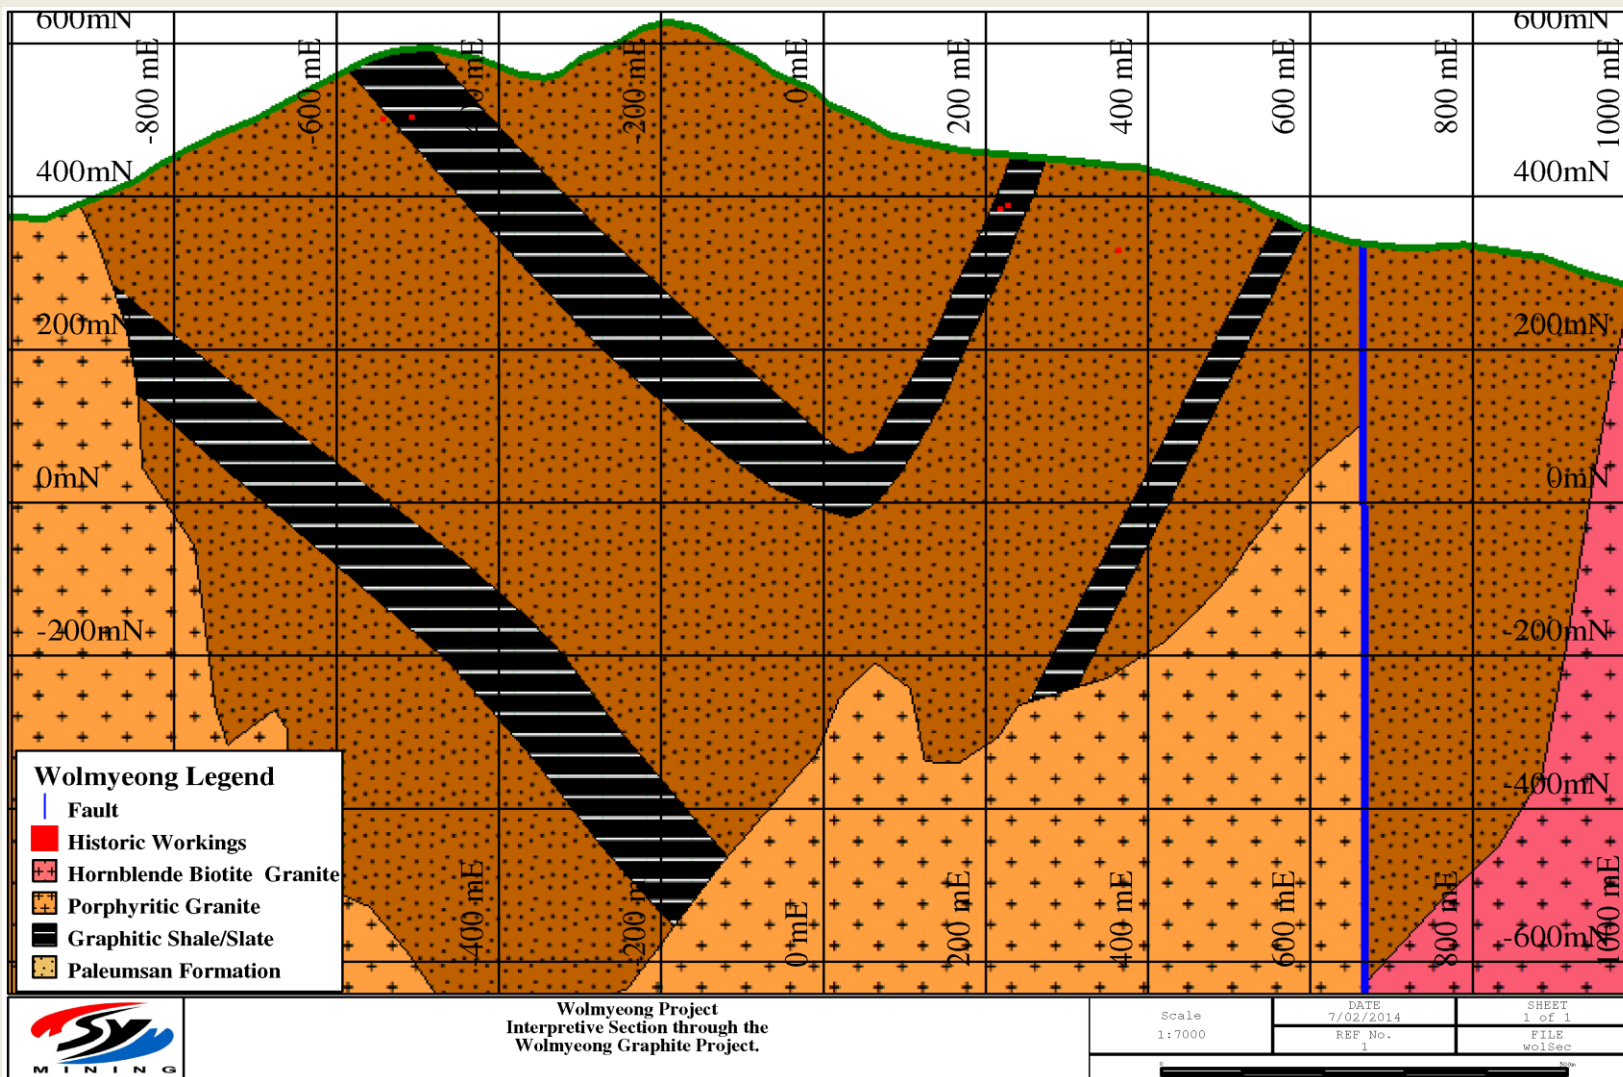 600mN
600mN
-800 mE
-600 mE
-200 mE
0 mE
200 mE
400 mE
600 mE
800 mE
1000 mE
400mN
400mN
200mN
200mN
0mN
0mN
-200mN
-200mN
-400mN
-600mN
-400 mE
-200 mE
0 mE
200 mE
400 mE
600 mE
800 mE
1000 mE
Wolmyeong Legend
Fault
Historic Workings
Hornblende Biotite Granite
Porphyritic Granite
Graphitic Shale/Slate
Paleumsan Formation
SY
MINING
Wolmyeong Project
Interpretive Section through the
Wolmyeong Graphite Project.
Scale
1:7000
DATE
7/02/2014
REF No.
1
SHEET
1 of 1
FILE
wolSec
0
500m